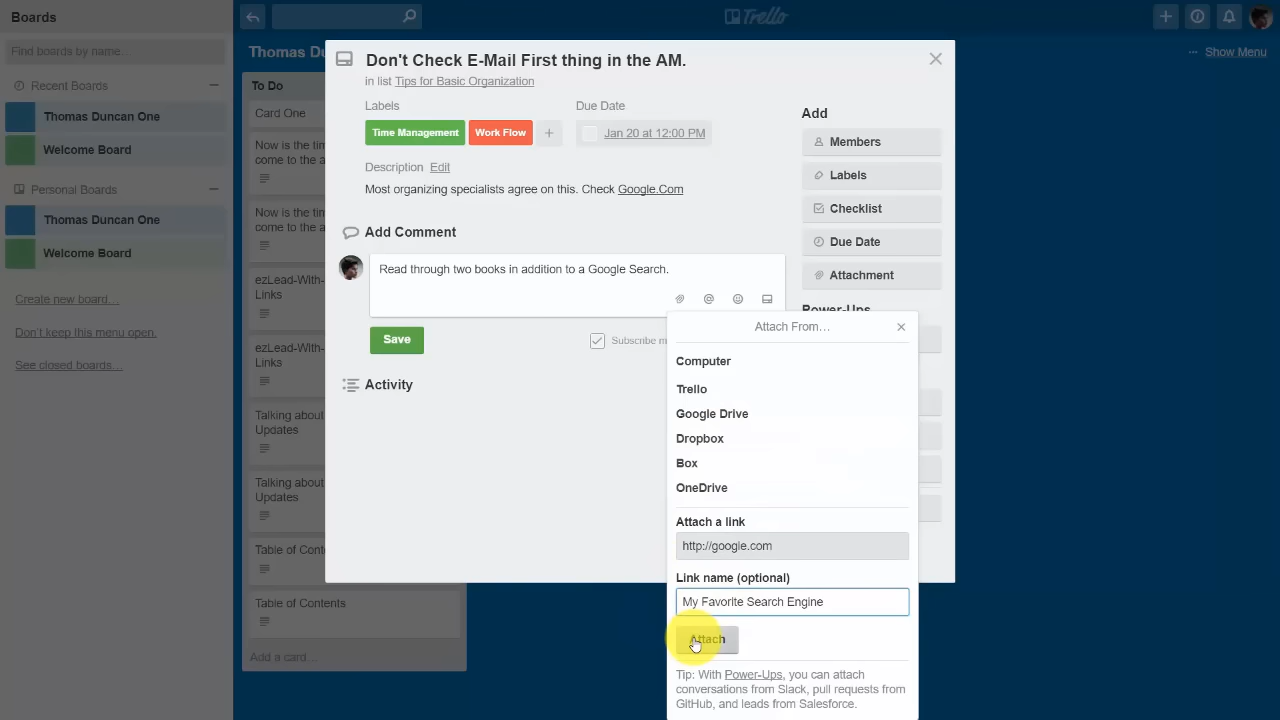 Boards
Find boards by name...
Recent Boards
Thomas Duncan One
Welcome Board
Personal Boards
Thomas Duncan One
Welcome Board
Create new board...
Don't keep this menu open.
See closed boards...
Trello
Thomas Du
Show Menu
To Do
Card One
Now is the tim
come to the a
Now is the tim
come to the a
ezLead-With-
Links
ezLead-With-
Links
Talking about
Updates
Talking about
Updates
Table of Conte
Table of Contents
Add a card...
Don't Check E-Mail First thing in the AM.
in list Tips for Basic Organization
Labels
Due Date
Time Management
Work Flow
+
Jan 20 at 12:00 PM
Description Edit
Most organizing specialists agree on this. Check Google.Com
Add Comment
Read through two books in addition to a Google Search.
Save
Subscribe m
Activity
Add
Members
Labels
Checklist
Due Date
Attachment
Power-Ups
Attach From…
Computer
Trello
Google Drive
Dropbox
Box
OneDrive
Attach a link
http://google.com
Link name (optional)
My Favorite Search Engine
Attach
Tip: With Power-Ups, you can attach
conversations from Slack, pull requests from
GitHub, and leads from Salesforce.